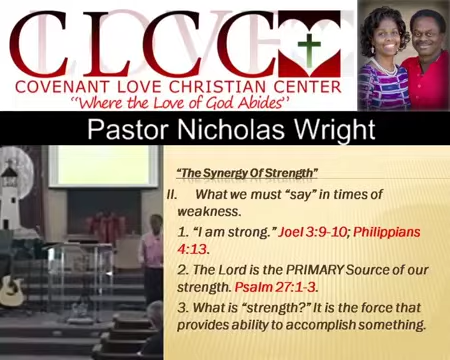 CLCC
COVENANT LOVE CHRISTIAN CENTER
"Where the Love of God Abides"
Pastor Nicholas Wright
"The Synergy Of Strength"
II. What we must "say" in times of
weakness.
1. "I am strong." Joel 3:9-10; Philippians
4:13.
2. The Lord is the PRIMARY Source of our
strength. Psalm 27:1-3.
3. What is "strength?" It is the force that
provides ability to accomplish something.